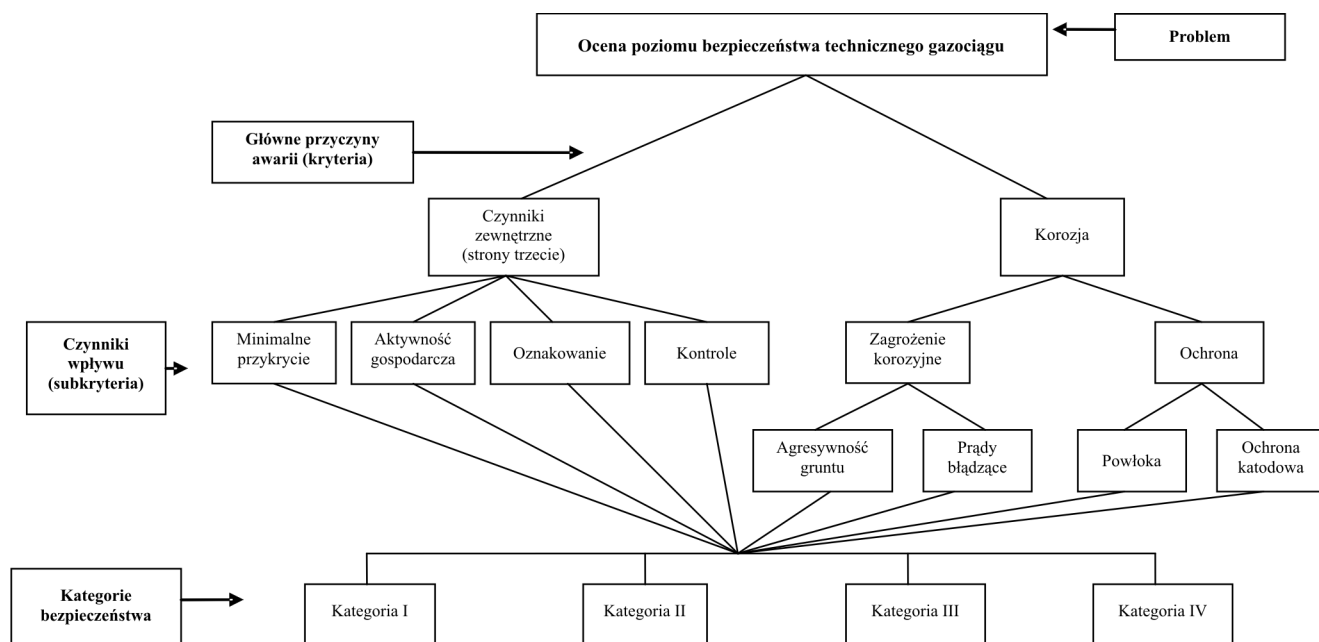 Ocena poziomu bezpieczeństwa technicznego gazociągu
Problem
Główne przyczyny
awarii (kryteria)
Czynniki
zewnętrzne
(strony trzecie)
Korozja
Czynniki
wpływu
(subkryteria)
Minimalne
przykrycie
Aktywność
gospodarcza
Oznakowanie
Kontrole
Zagrożenie
korozyjne
Ochrona
Agresywność
gruntu
Prądy
błądzące
Powłoka
Ochrona
katodowa
Kategorie
bezpieczeństwa
Kategoria I
Kategoria II
Kategoria III
Kategoria IV